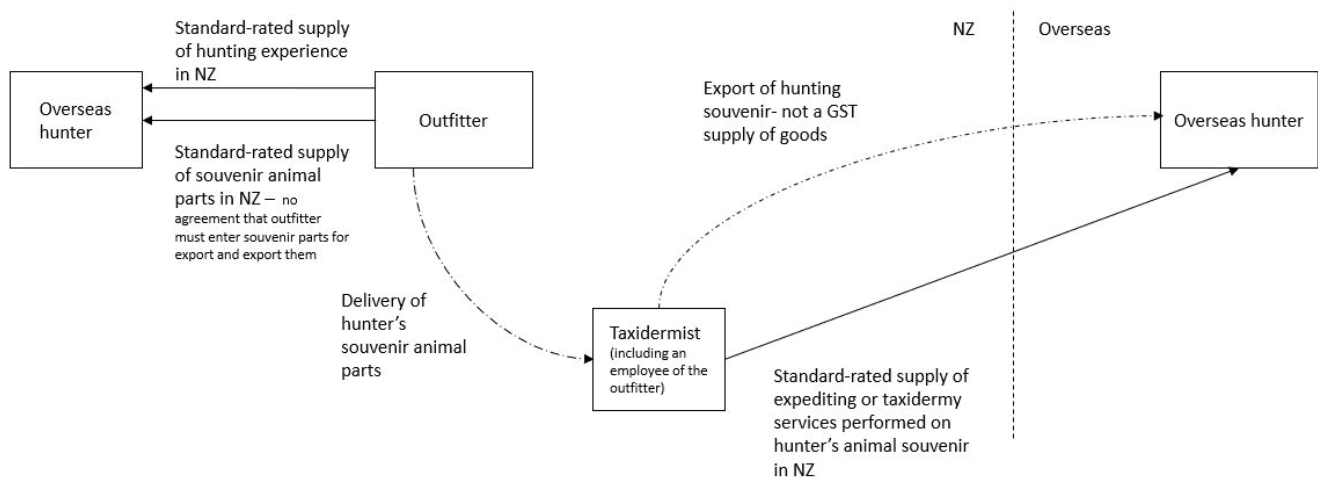 NZ
Overseas
Standard-rated supply
of hunting experience
in NZ
Overseas
hunter
Outfitter
Standard-rated supply
of souvenir animal
parts in NZ – no
agreement that outfitter
must enter souvenir parts for
export and export them
Export of hunting
souvenir- not a GST
supply of goods
Overseas hunter
Delivery of
hunter's
souvenir animal
parts
Taxidermist
(including an
employee of the
outfitter)
Standard-rated supply of
expediting or taxidermy
services performed on
hunter's animal souvenir
in NZ